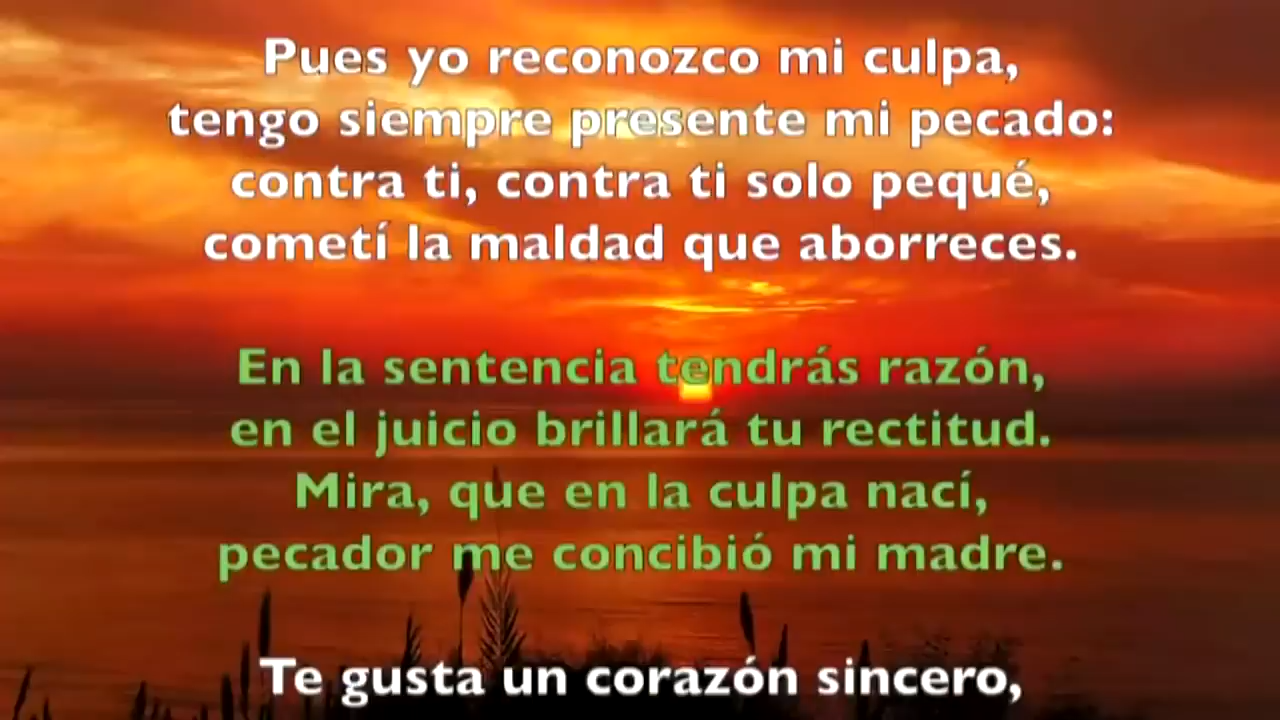 Pues yo reconozco mi culpa,
tengo siempre presente mi pecado:
contra ti, contra ti solo pequé,
cometí la maldad que aborreces.
En la sentencia tendrás razón,
en el juicio brillará tu rectitud.
Mira, que en la culpa nací,
pecador me concibió mi madre.
Te gusta un corazón sincero,